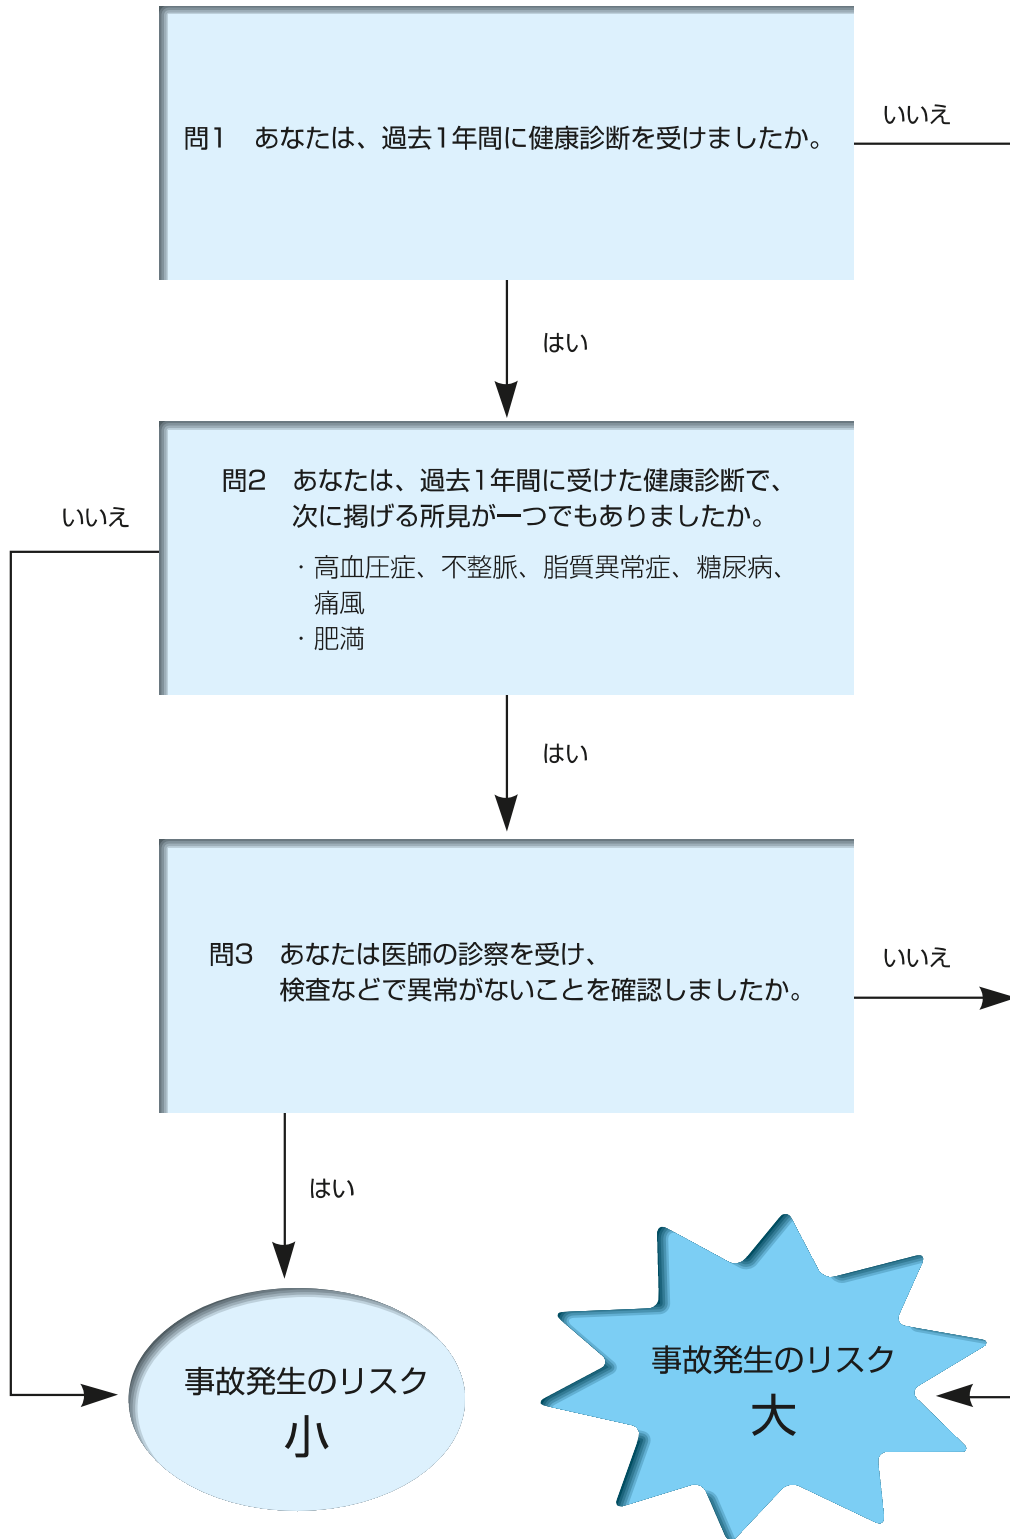 問1　あなたは、過去1年間に健康診断を受けましたか。
いいえ
はい
問2　あなたは、過去1年間に受けた健康診断で、
次に掲げる所見が一つでもありましたか。
・高血圧症、不整脈、脂質異常症、糖尿病、
痛風
・肥満
いいえ
はい
問3　あなたは医師の診察を受け、
検査などで異常がないことを確認しましたか。
いいえ
はい
事故発生のリスク
小
事故発生のリスク
大